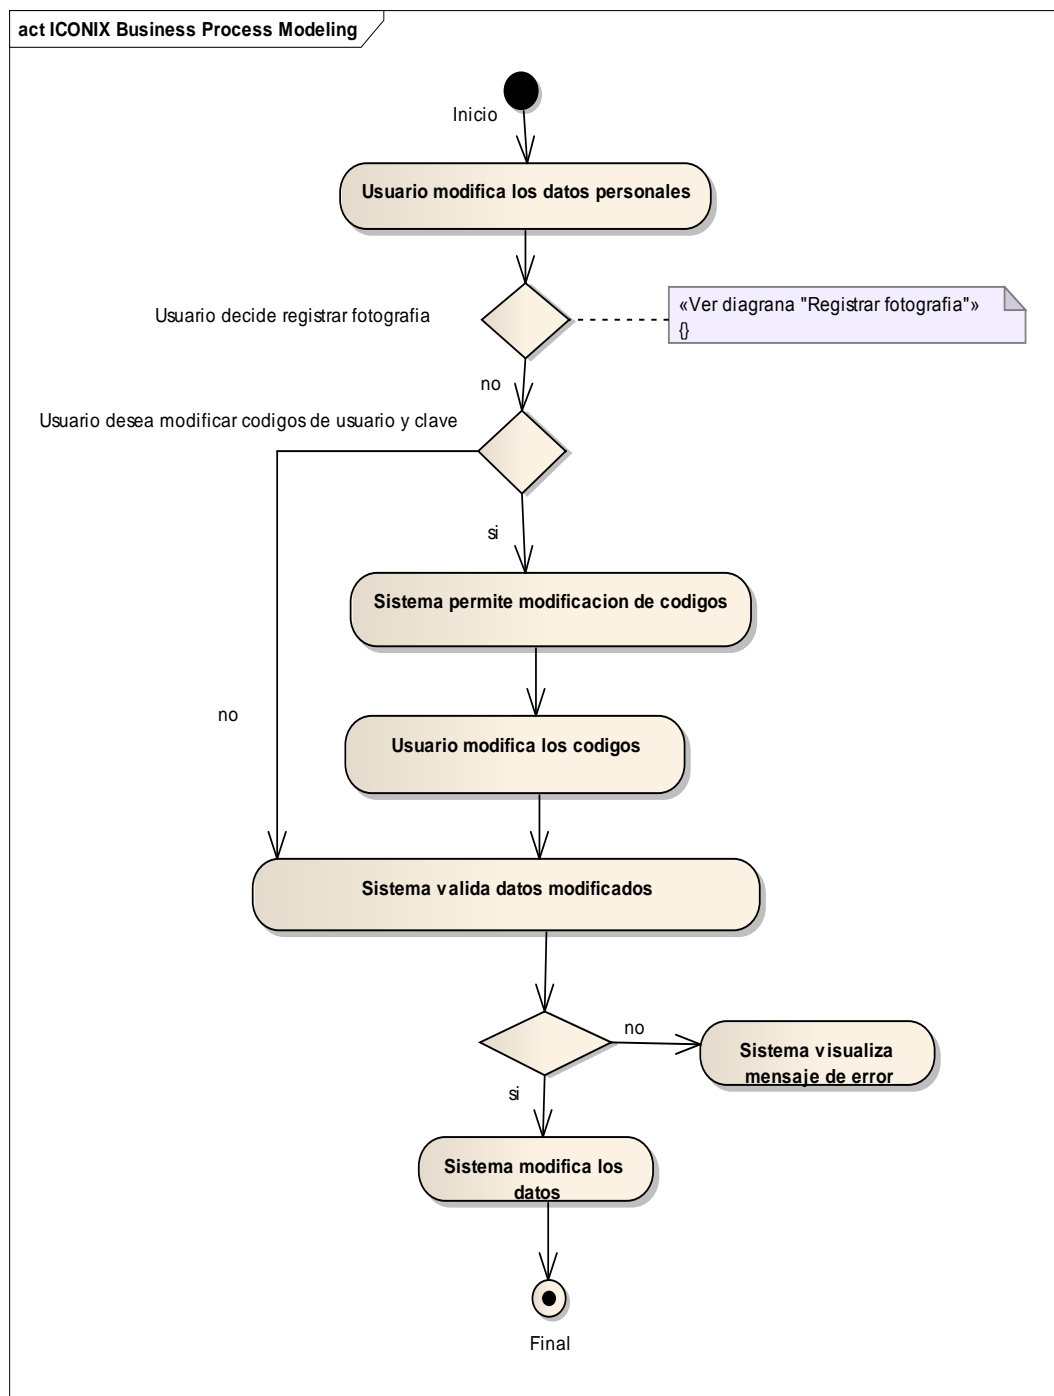 act ICONIX Business Process Modeling
Inicio
Usuario modifica los datos personales
Usuario decide registrar fotografia
«Ver diagrana "Registrar fotografia"»
{}
no
Usuario desea modificar codigos de usuario y clave
si
Sistema permite modificacion de codigos
no
Usuario modifica los codigos
Sistema valida datos modificados
no
Sistema visualiza
mensaje de error
si
Sistema modifica los
datos
Final